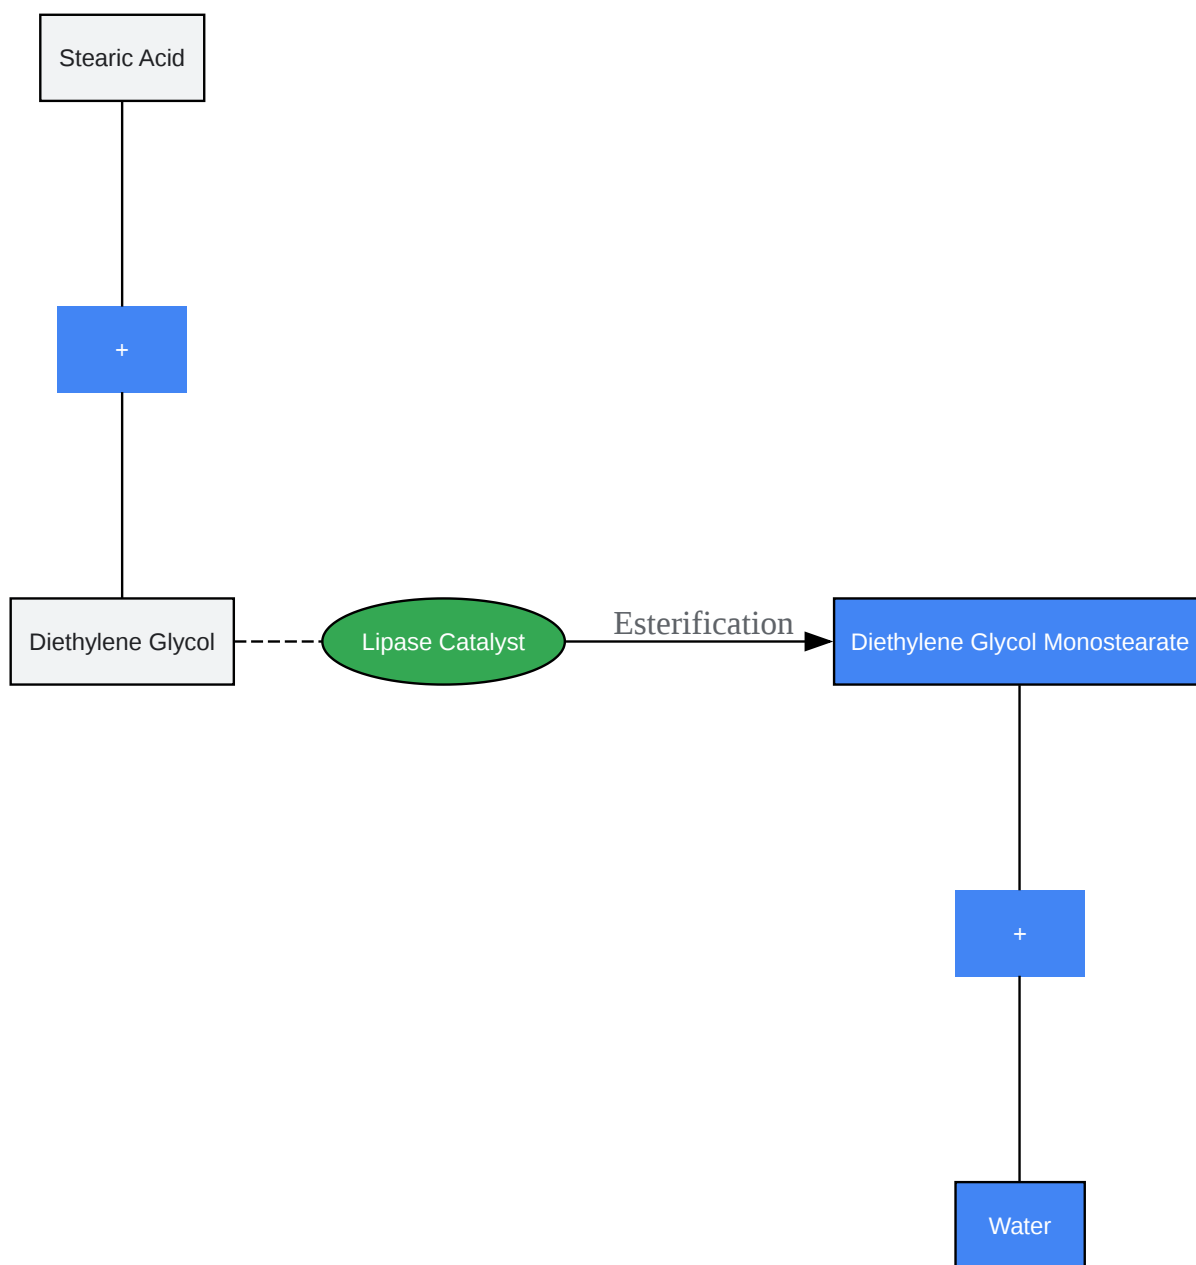 Stearic Acid
+
Diethylene Glycol
Lipase Catalyst
Esterification
Diethylene Glycol Monostearate
+
Water